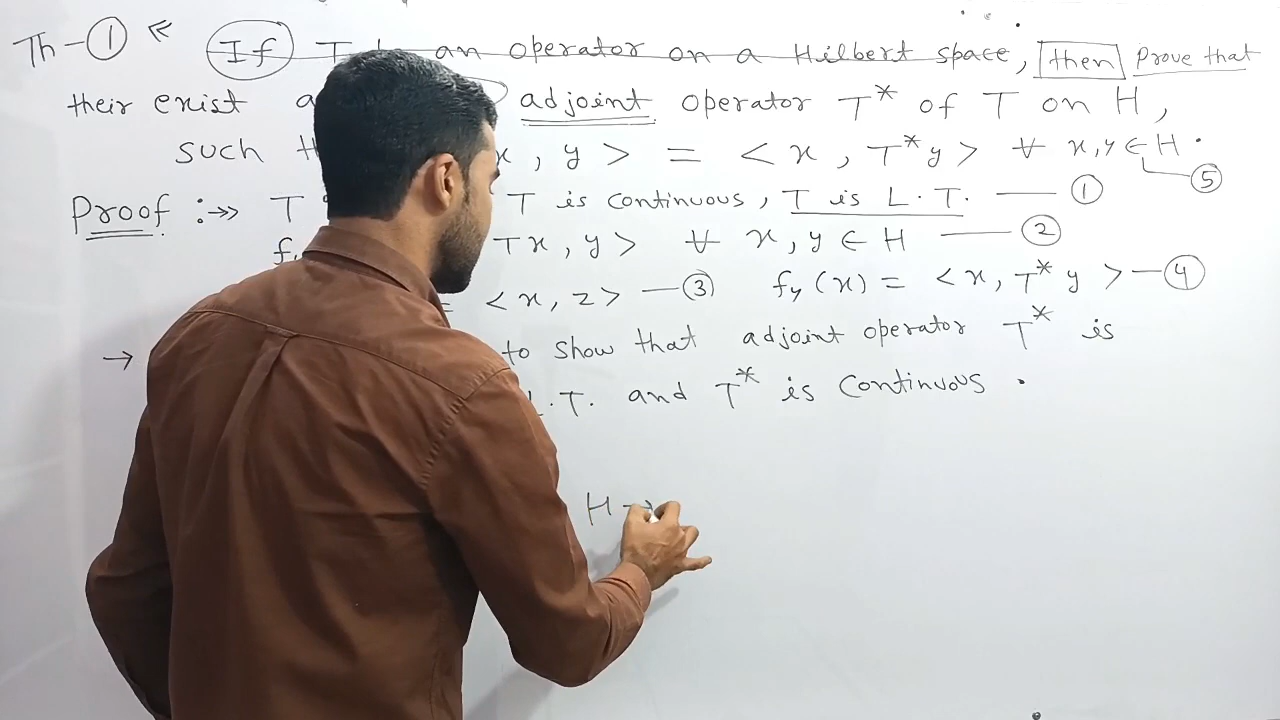 Th-① If T an operator on a Hilbert space, then Prove that
their exist a adjoint operator T* of T on H,
such x, y > = < x, T*y > ∀ x,y ∈ H. ⑤
Proof :→ T T is continuous, T is L.T. — ①
Tx, y > ∀ x, y ∈ H — ②
= < x, z > — ③ fy(x) = < x, T*y > — ④
→ to show that adjoint operator T* is
L.T. and T* is continuous.
H →